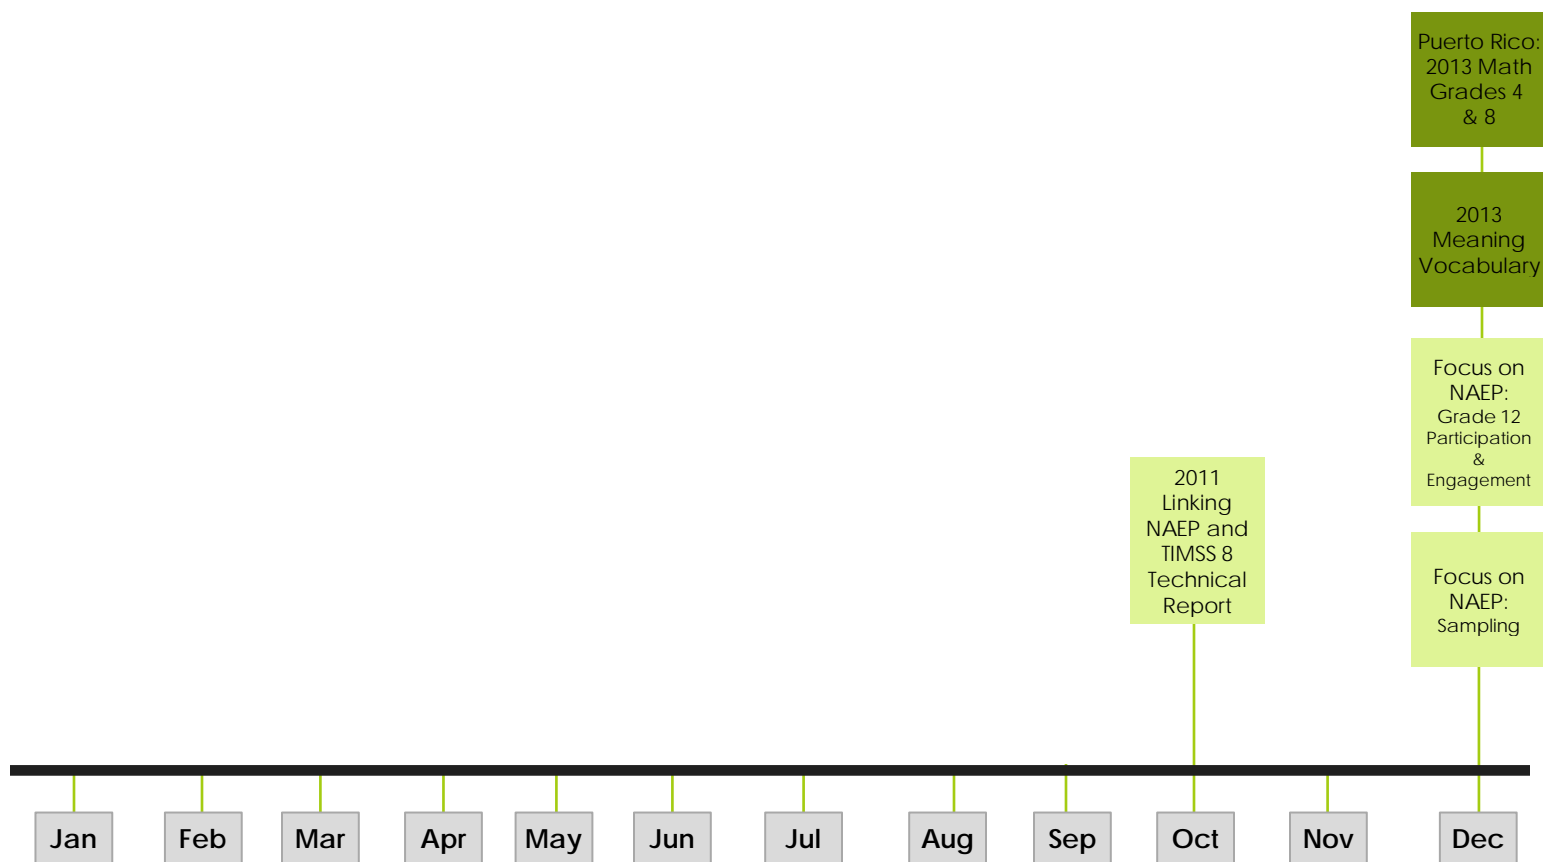 Puerto Rico:
2013 Math
Grades 4
& 8
2013
Meaning
Vocabulary
Focus on
NAEP:
Grade 12
Participation
&
Engagement
2011
Linking
NAEP and
TIMSS 8
Technical
Report
Focus on
NAEP:
Sampling
Jan Feb Mar Apr May Jun Jul Aug Sep Oct Nov Dec